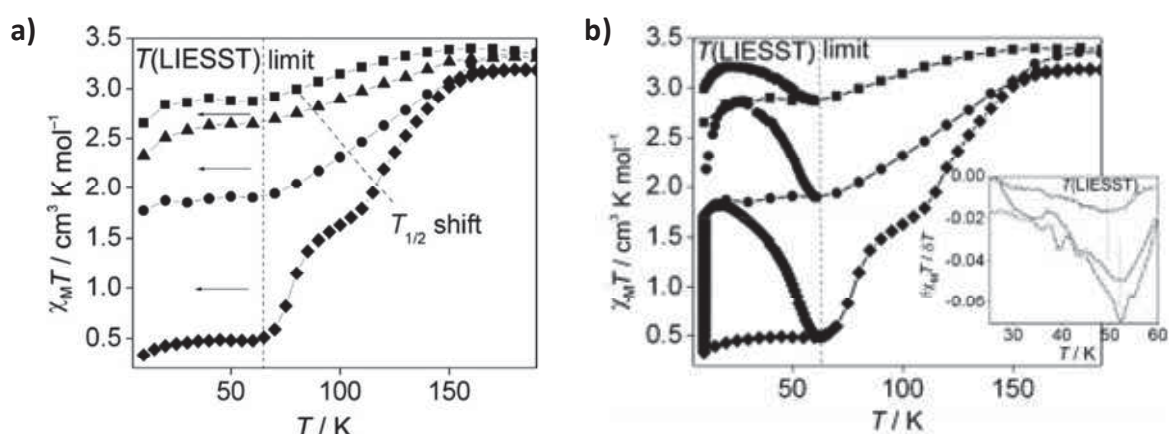 a)
3.5
3.0
2.5
2.0
1.5
1.0
0.5
χMT / cm³ K mol⁻¹
T(LIESST) limit
T1/2 shift
50
100
150
T / K
b)
3.5
3.0
2.5
2.0
1.5
1.0
0.5
χMT / cm³ K mol⁻¹
T(LIESST) limit
50
100
150
T / K
0.00
-0.02
-0.04
-0.06
χMT / δT
T(LIESST)
30
40
50
60
T / K